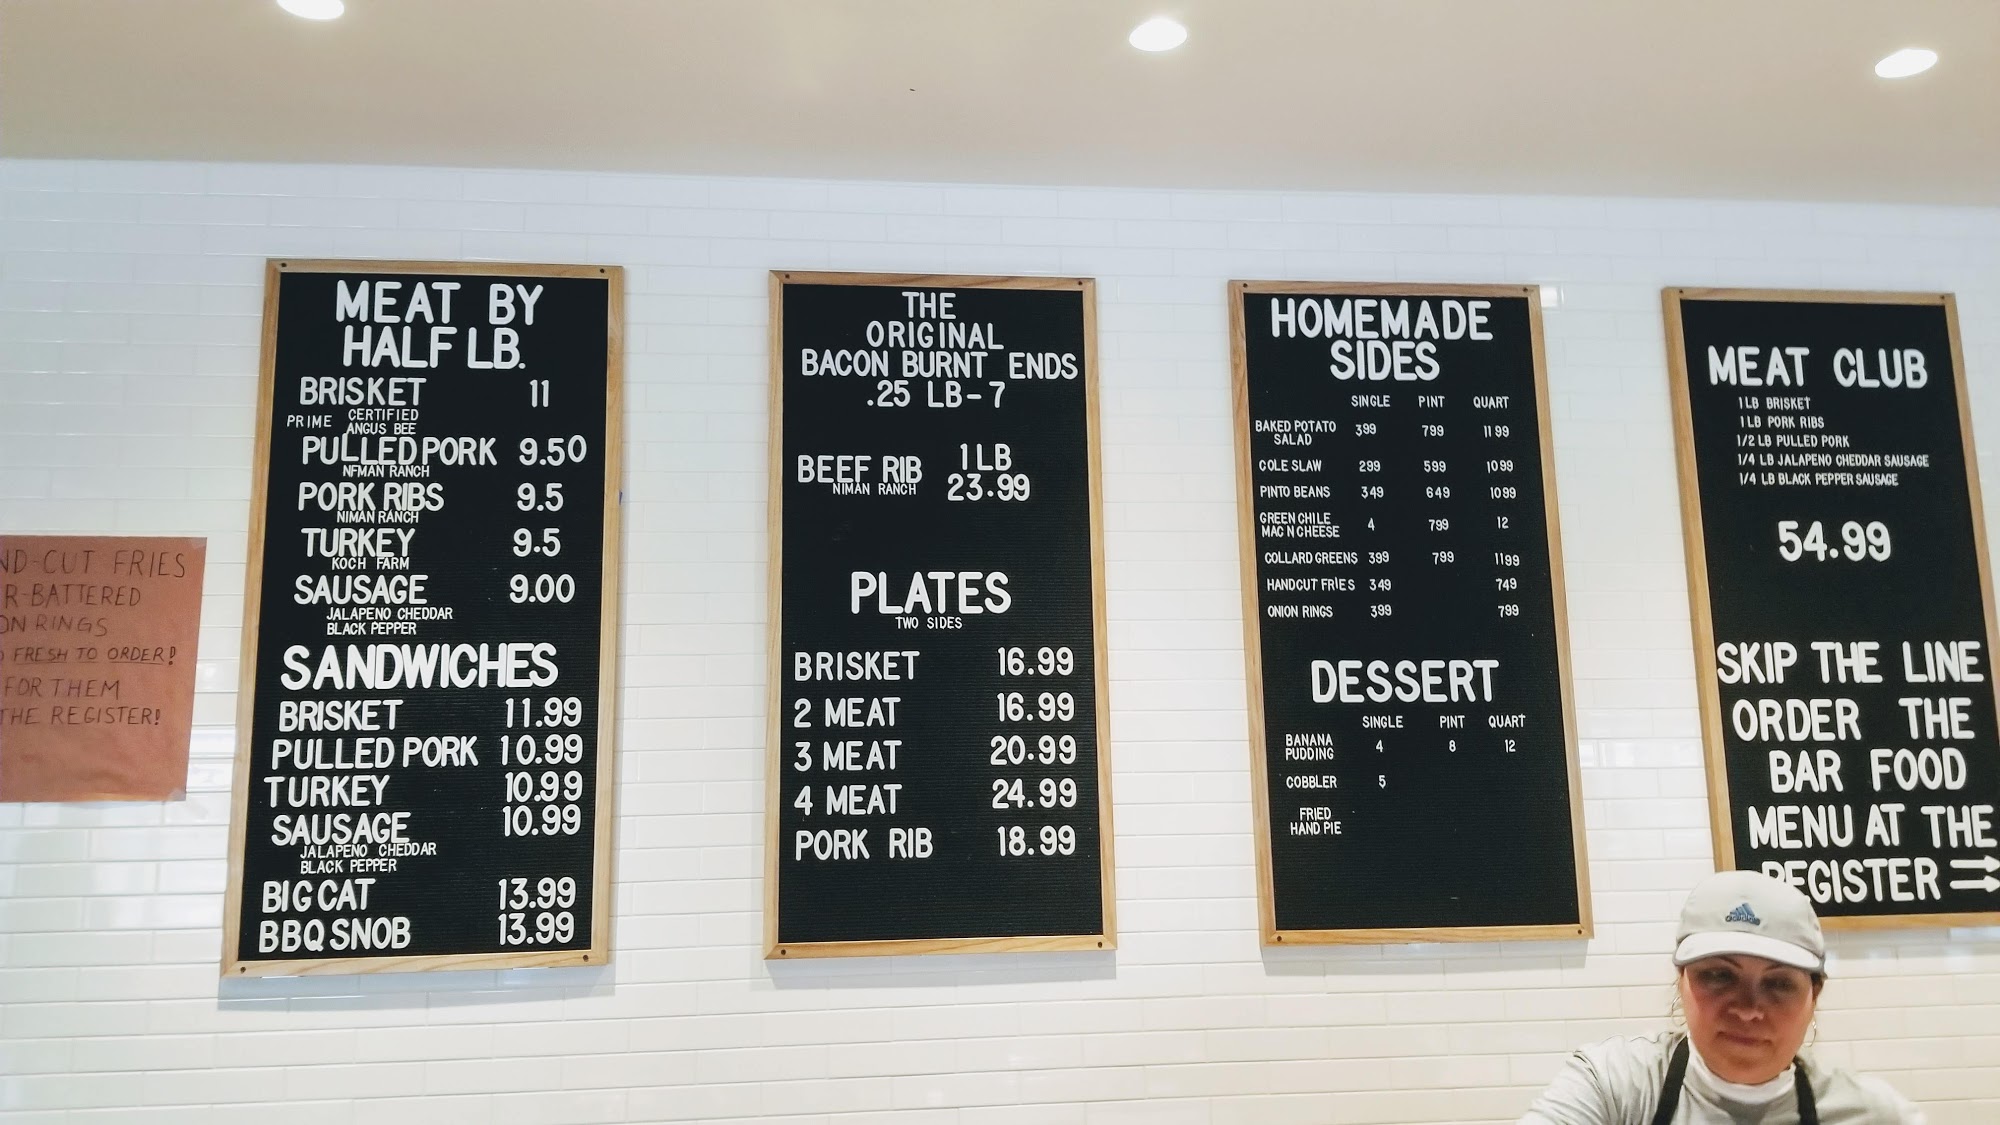 ND-CUT FRIES
R-BATTERED
ON RINGS
FRESH TO ORDER!
FOR THEM
THE REGISTER!
MEAT BY
HALF LB.
BRISKET 11
PRIME CERTIFIED
ANGUS BEE
PULLED PORK 9.50
NFMAN RANCH
PORK RIBS 9.5
NIMAN RANCH
TURKEY 9.5
KOCH FARM
SAUSAGE 9.00
JALAPENO CHEDDAR
BLACK PEPPER
SANDWICHES
BRISKET 11.99
PULLED PORK 10.99
TURKEY 10.99
SAUSAGE 10.99
JALAPENO CHEDDAR
BLACK PEPPER
BIG CAT 13.99
BBQ SNOB 13.99
THE
ORIGINAL
BACON BURNT ENDS
.25 LB-7
BEEF RIB 1LB
NIMAN RANCH 23.99
PLATES
TWO SIDES
BRISKET 16.99
2 MEAT 16.99
3 MEAT 20.99
4 MEAT 24.99
PORK RIB 18.99
HOMEMADE
SIDES
SINGLE PINT QUART
BAKED POTATO
SALAD 399 799 1199
COLE SLAW 299 599 1099
PINTO BEANS 349 649 1099
GREEN CHILE
MAC N CHEESE 4 799 12
COLLARD GREENS 399 799 1199
HANDCUT FRIES 349 749
ONION RINGS 399 799
DESSERT
SINGLE PINT QUART
BANANA
PUDDING 4 8 12
COBBLER 5
FRIED
HAND PIE
MEAT CLUB
1 LB BRISKET
1 LB PORK RIBS
1/2 LB PULLED PORK
1/4 LB JALAPENO CHEDDAR SAUSAGE
1/4 LB BLACK PEPPER SAUSAGE
54.99
SKIP THE LINE
ORDER THE
BAR FOOD
MENU AT THE
REGISTER
adidas